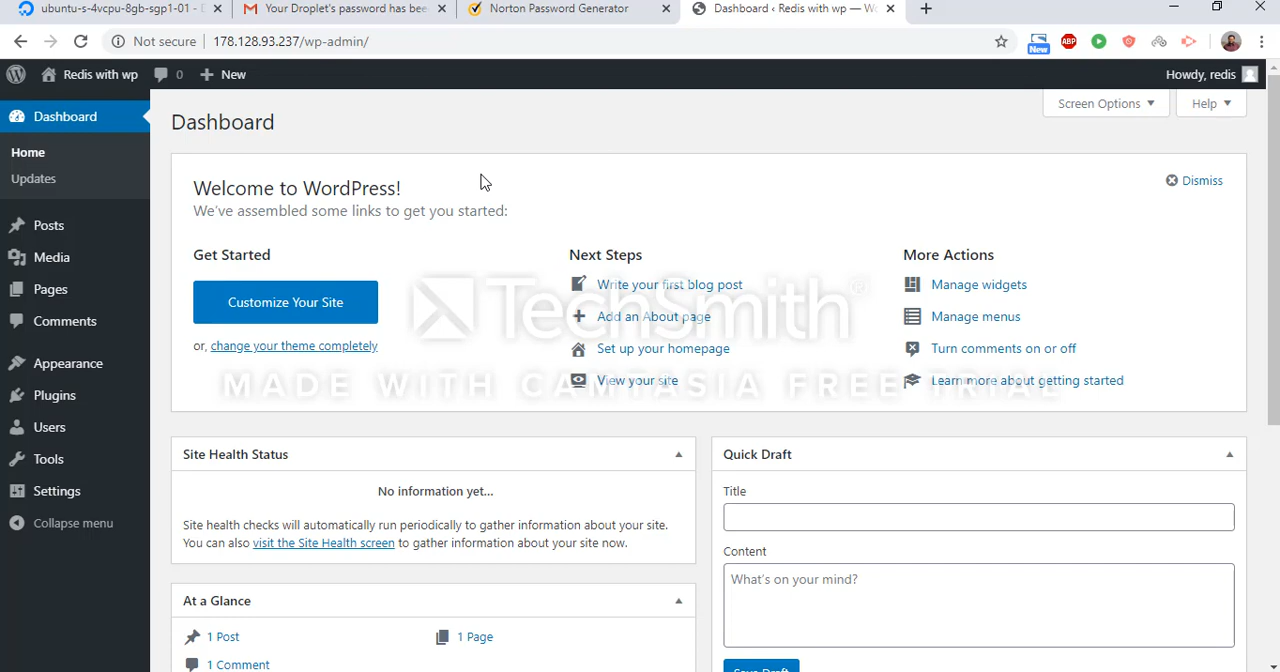 ubuntu-s-4vcpu-8gb-sgp1-01 -
Your Droplet's password has bee
Norton Password Generator
Dashboard ‹ Redis with wp — Wo
Not secure | 178.128.93.237/wp-admin/
New
ABP
Redis with wp
0
New
Howdy, redis
Dashboard
Home
Updates
Posts
Media
Pages
Comments
Appearance
Plugins
Users
Tools
Settings
Collapse menu
Dashboard
Screen Options
Help
Welcome to WordPress!
We've assembled some links to get you started:
Dismiss
Get Started
Customize Your Site
or, change your theme completely
Next Steps
Write your first blog post
Add an About page
Set up your homepage
View your site
More Actions
Manage widgets
Manage menus
Turn comments on or off
Learn more about getting started
TechSmith®
MADE WITH CAMTASIA FREE TRIAL
Site Health Status
No information yet...
Site health checks will automatically run periodically to gather information about your site.
You can also visit the Site Health screen to gather information about your site now.
At a Glance
1 Post
1 Page
1 Comment
Quick Draft
Title
Content
What's on your mind?
Save Draft